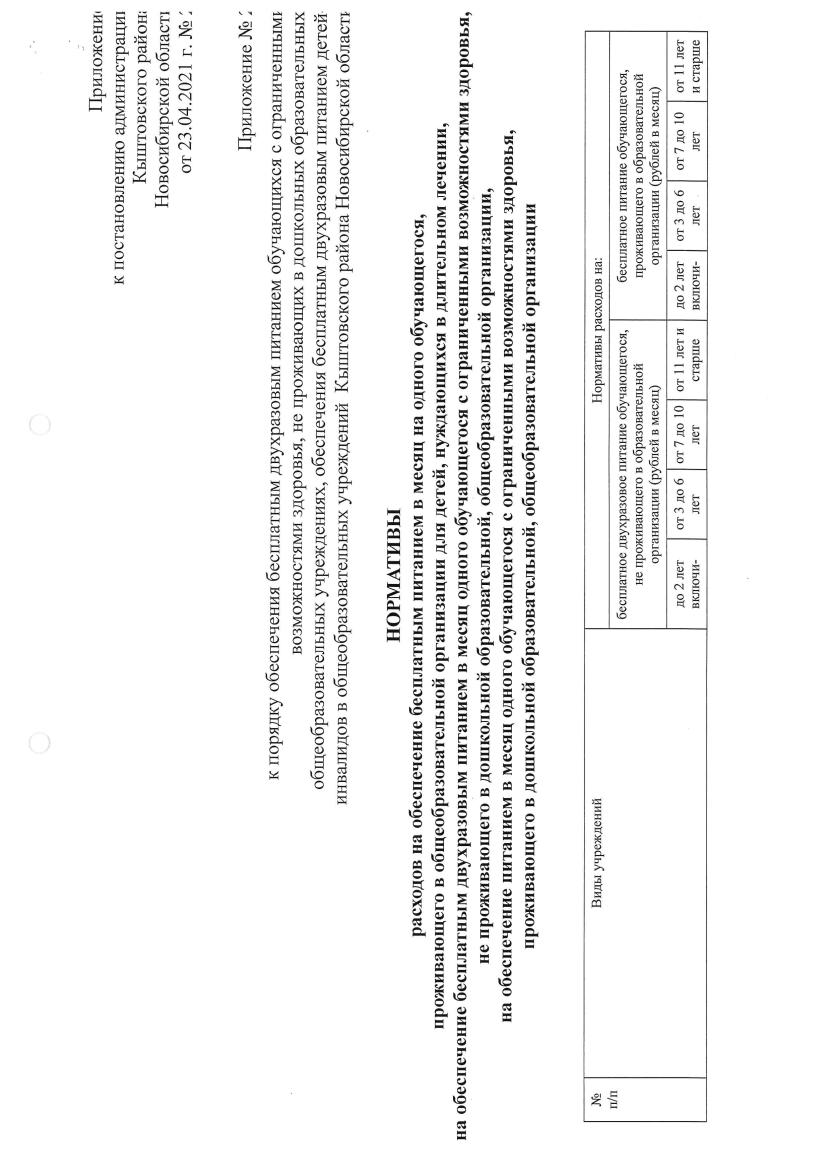 Приложени
к постановлению администраци
Кыштовского район
Новосибирской област
от 23.04.2021 г. №
Приложение №
к порядку обеспечения бесплатным двухразовым питанием обучающихся с ограниченным
возможностями здоровья, не проживающих в дошкольных образовательных
общеобразовательных учреждениях, обеспечения бесплатным двухразовым питанием детей
инвалидов в общеобразовательных учреждений Кыштовского района Новосибирской област
НОРМАТИВЫ
расходов на обеспечение бесплатным питанием в месяц на одного обучающегося,
проживающего в общеобразовательной организации для детей, нуждающихся в длительном лечении,
на обеспечение бесплатным двухразовым питанием в месяц одного обучающегося с ограниченными возможностями здоровья,
не проживающего в дошкольной образовательной, общеобразовательной организации,
на обеспечение питанием в месяц одного обучающегося с ограниченными возможностями здоровья,
проживающего в дошкольной образовательной, общеобразовательной организации
№
п/п
Виды учреждений
Нормативы расходов на:
бесплатное двухразовое питание обучающегося,
не проживающего в образовательной
организации (рублей в месяц)
бесплатное питание обучающегося,
проживающего в образовательной
организации (рублей в месяц)
до 2 лет
включи-
от 3 до 6
лет
от 7 до 10
лет
от 11 лет и
старше
до 2 лет
включи-
от 3 до 6
лет
от 7 до 10
лет
от 11 лет
и старше